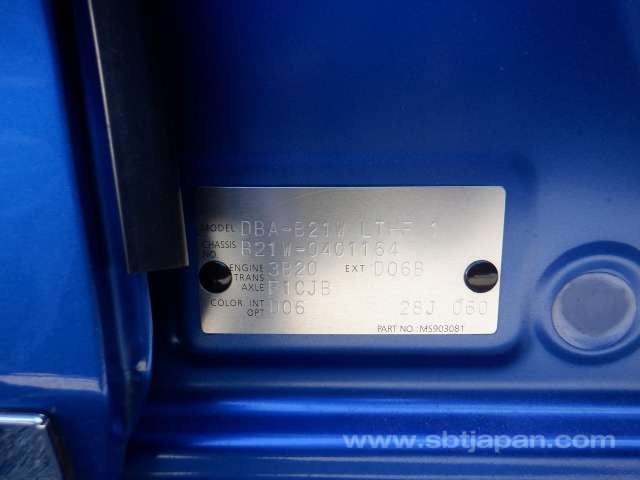 MODEL DBA-B21W LTHF 1
CHASSIS NO B21W-0401164
ENGINE 3B20 EXT D06B
TRANS AXLE F1CJB
COLOR INT D06
OPT 28J 060
PART NO.: MS903081
www.sbtjapan.com